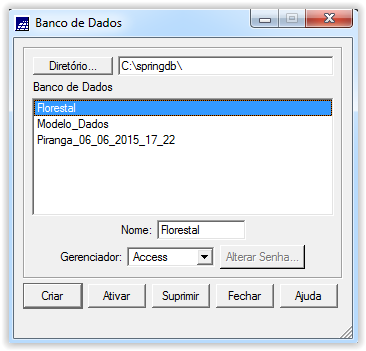 Banco de Dados
Diretório... C:\springdb\
Banco de Dados
Florestal
Modelo_Dados
Piranga_06_06_2015_17_22
Nome: Florestal
Gerenciador: Access Alterar Senha...
Criar Ativar Suprimir Fechar Ajuda